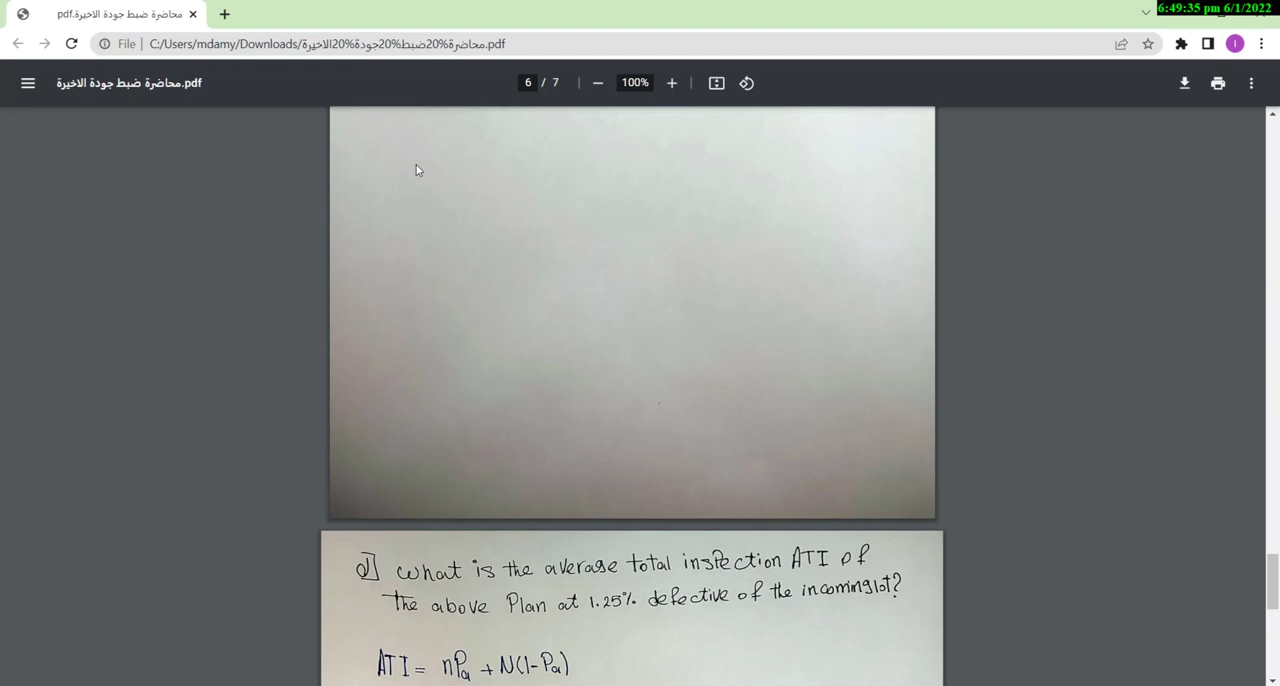 محاضرة ضبط جودة الاخيرة.pdf
6:49:35 pm 6/1/2022
File
C:/Users/mdamy/Downloads/محاضرة%20ضبط%20جودة%20الاخيرة.pdf
I
محاضرة ضبط جودة الاخيرة.pdf
6 / 7
100%
d] What is the average total inspection ATI of
the above Plan at 1.25% defective of the incoming lot?
ATI = nPa + N(1-Pa)